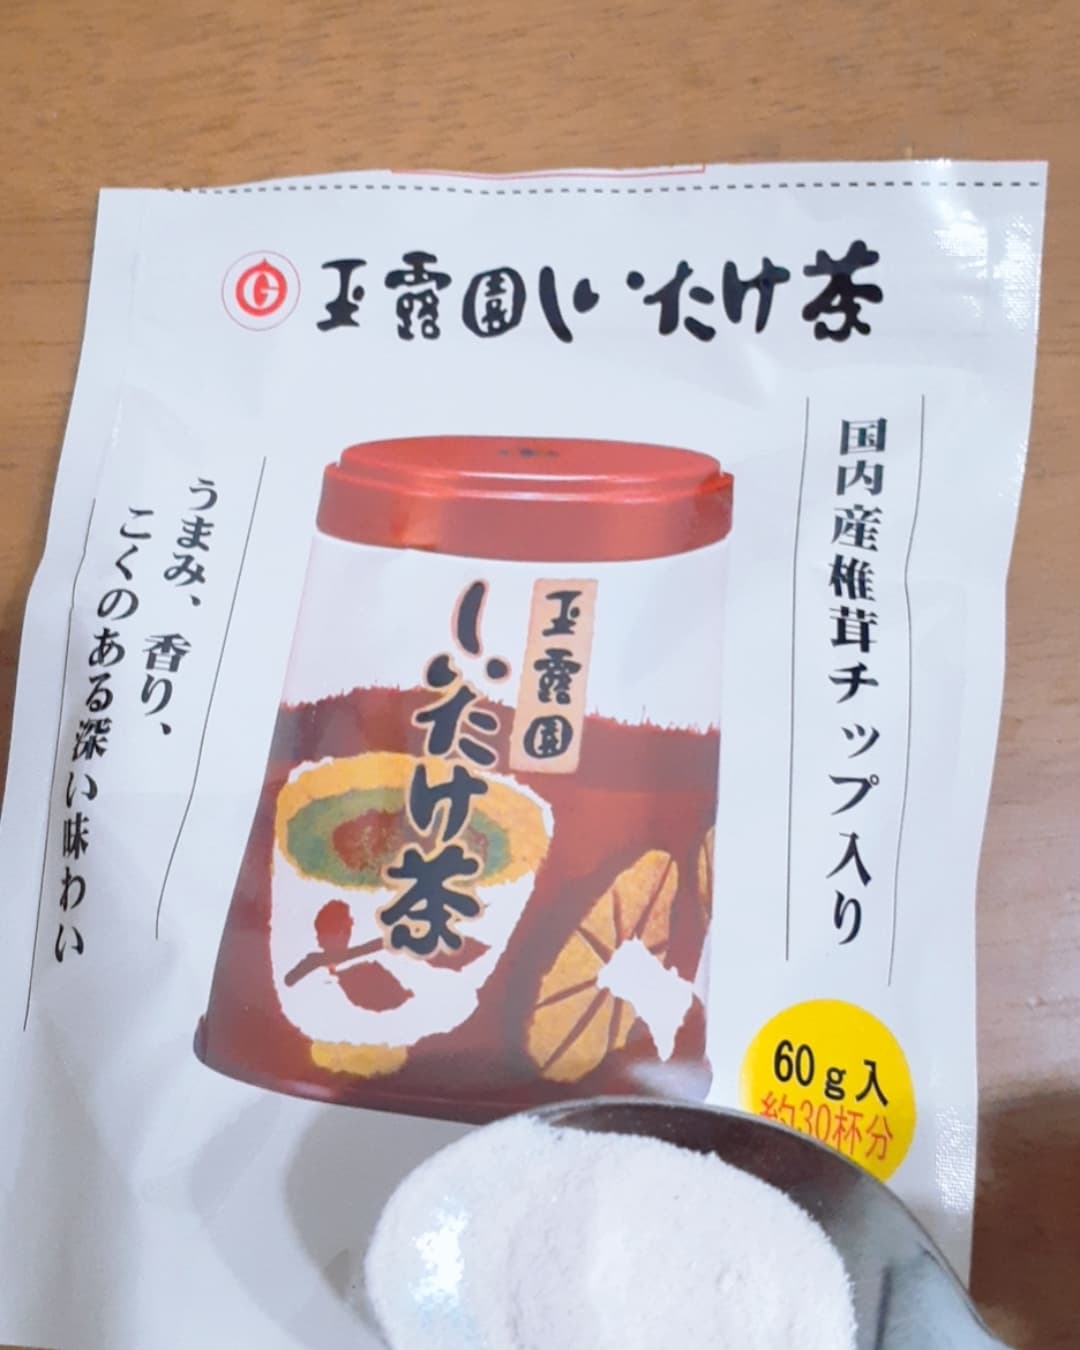 玉露園しいたけ茶
国内産椎茸チップ入り
うまみ、香り、
こくのある深い味わい
玉露園
しいたけ茶
60g入
約30杯分